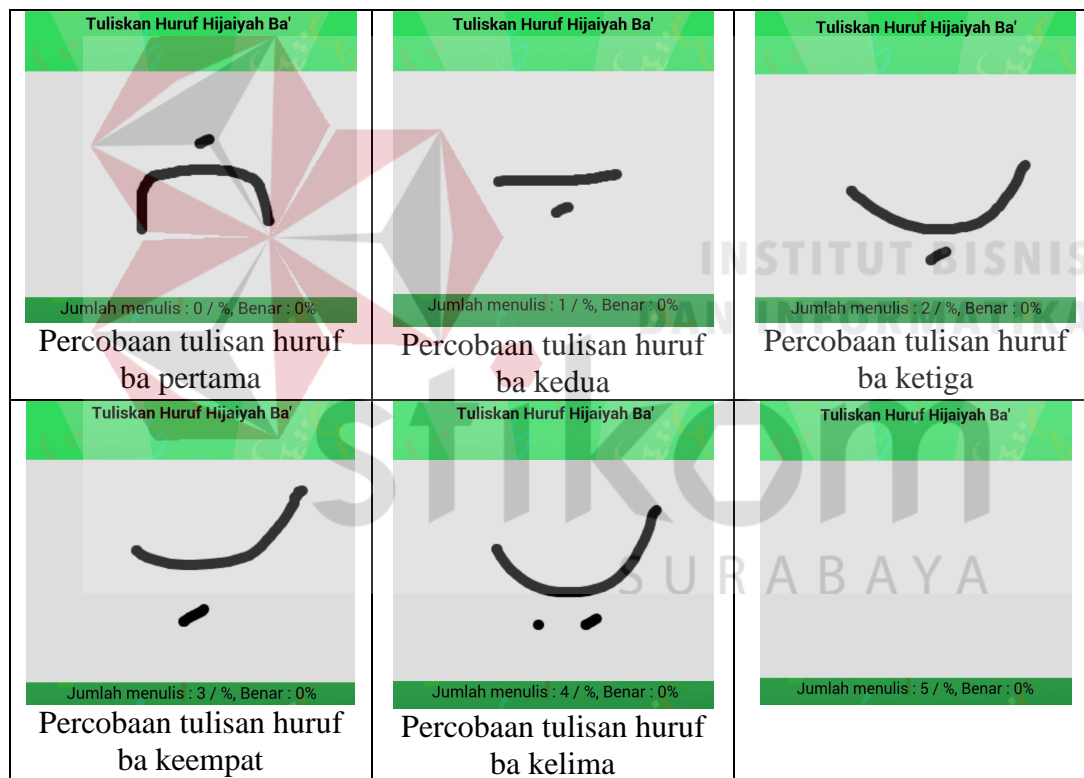 Tuliskan Huruf Hijaiyah Ba'
Jumlah menulis : 0 / %, Benar : 0%
Percobaan tulisan huruf
ba pertama
Tuliskan Huruf Hijaiyah Ba'
Jumlah menulis : 1 / %, Benar : 0%
Percobaan tulisan huruf
ba kedua
Tuliskan Huruf Hijaiyah Ba'
Jumlah menulis : 2 / %, Benar : 0%
Percobaan tulisan huruf
ba ketiga
Tuliskan Huruf Hijaiyah Ba'
Jumlah menulis : 3 / %, Benar : 0%
Percobaan tulisan huruf
ba keempat
Tuliskan Huruf Hijaiyah Ba'
Jumlah menulis : 4 / %, Benar : 0%
Percobaan tulisan huruf
ba kelima
Tuliskan Huruf Hijaiyah Ba'
Jumlah menulis : 5 / %, Benar : 0%
INSTITUT BISNIS
DAN INFORMATIKA
stikom
SURABAYA